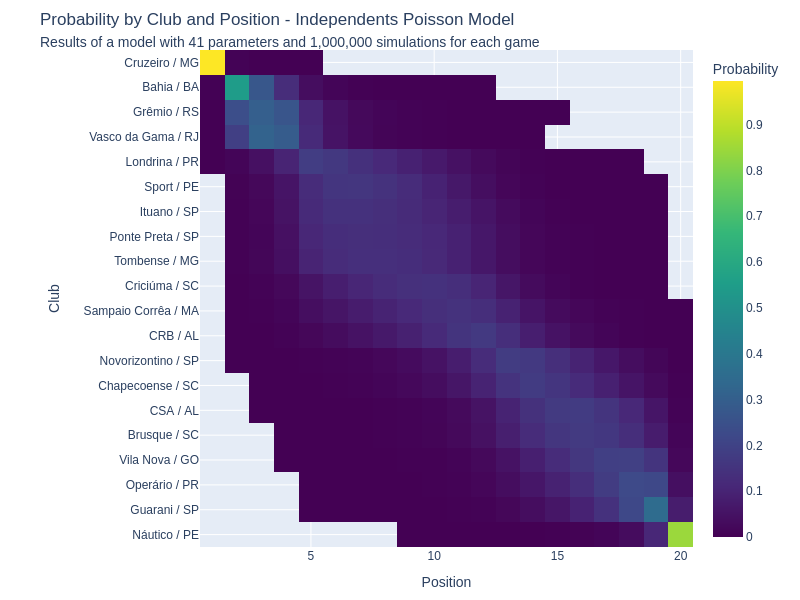 Probability by Club and Position - Independents Poisson Model
Results of a model with 41 parameters and 1,000,000 simulations for each game
Probability
Cruzeiro / MG
Bahia / BA
Grêmio / RS
Vasco da Gama / RJ
Londrina / PR
Sport / PE
Ituano / SP
Ponte Preta / SP
Tombense / MG
Criciúma / SC
Sampaio Corrêa / MA
CRB / AL
Novorizontino / SP
Chapecoense / SC
CSA / AL
Brusque / SC
Vila Nova / GO
Operário / PR
Guarani / SP
Náutico / PE
Club
5
10
15
20
Position
0.9
0.8
0.7
0.6
0.5
0.4
0.3
0.2
0.1
0